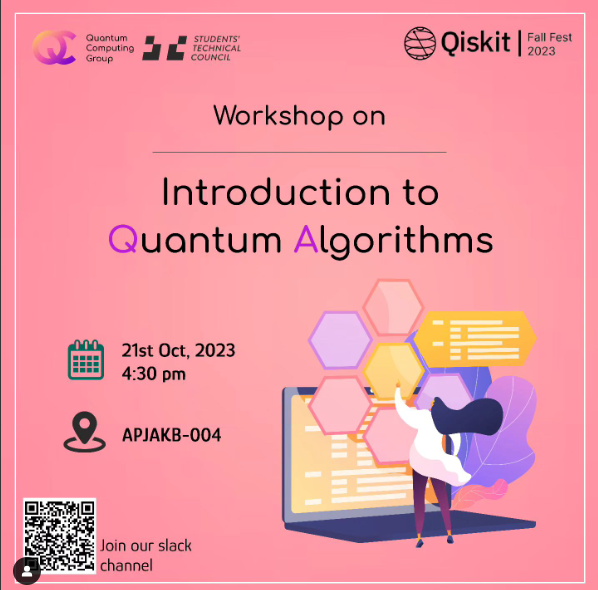 Quantum
Computing
Group
STUDENTS'
TECHNICAL
COUNCIL
Qiskit | Fall Fest
2023
Workshop on
Introduction to
Quantum Algorithms
21st Oct, 2023
4:30 pm
APJAKB-004
Join our slack
channel